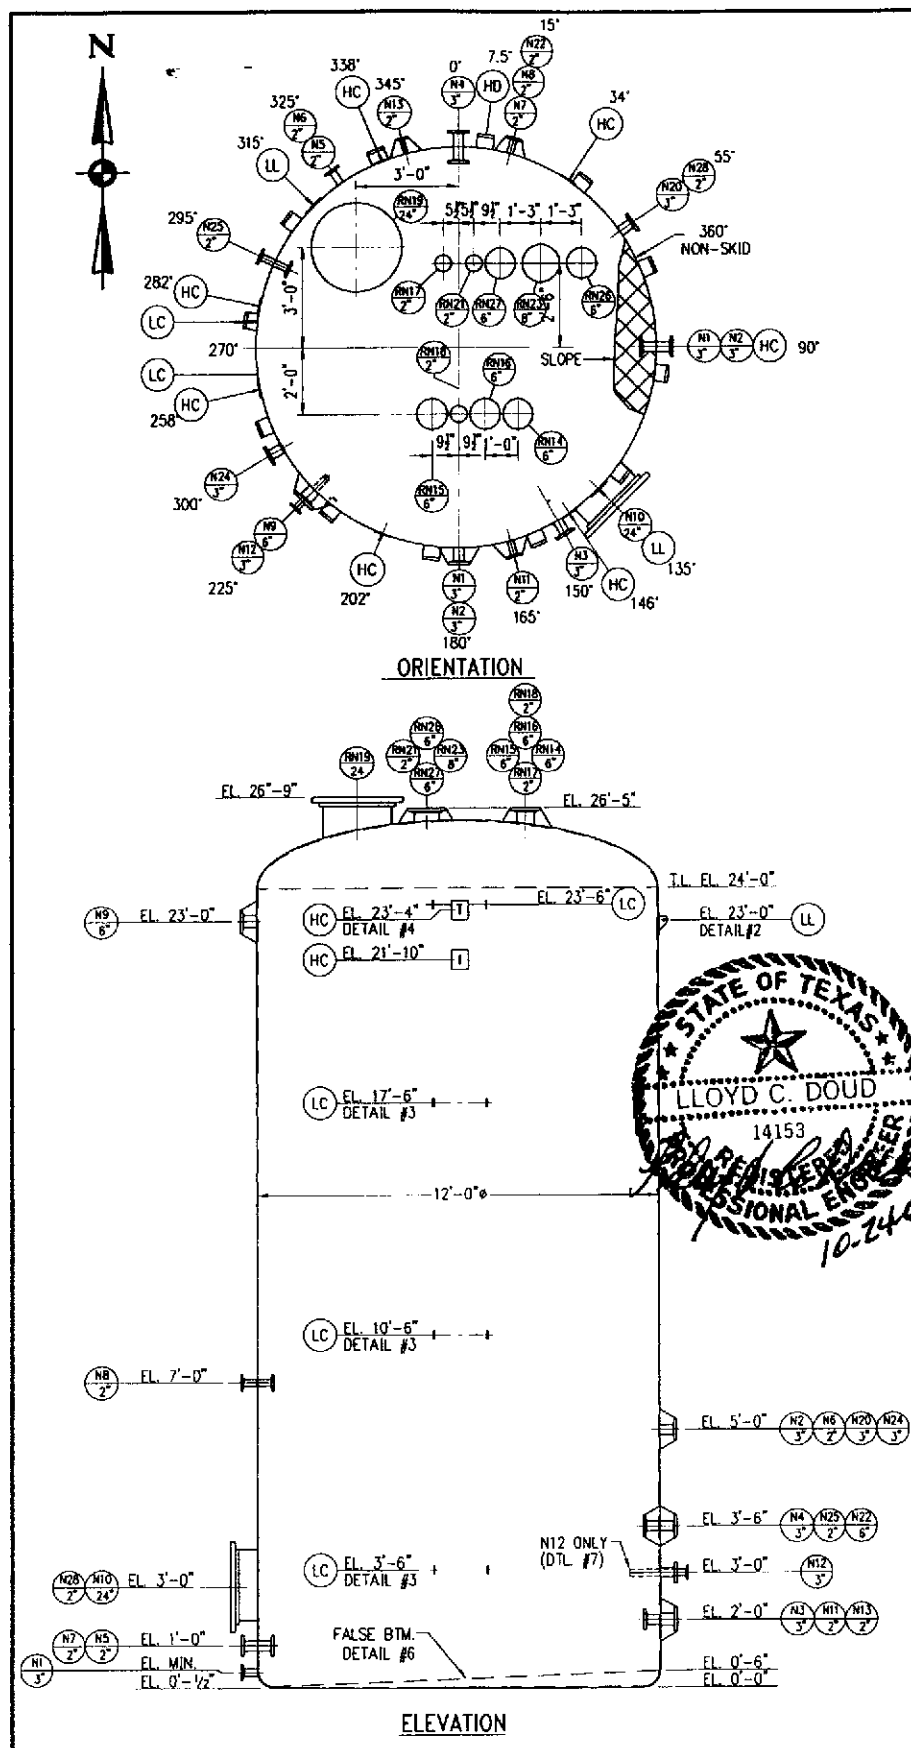 N
15°
N22
2"
0°
7.5°
N8
2"
338°
345°
N4
3"
HD
N7
2"
34°
HC
N13
2"
HC
325°
N6
2"
N5
2"
315°
LL
55°
N28
2"
N20
3"
3'-0"
RN19
24"
5½" 5½" 9½" 1'-3" 1'-3"
360°
NON-SKID
295°
N25
2"
282°
HC
LC
3'-0"
RN17
2"
RN21
2"
RN27
6"
RN23
8"
2'-6"
RN26
6"
270°
RN18
2"
SLOPE
N1
3"
N2
3"
HC
90°
LC
HC
258°
2'-0"
RN16
6"
9½" 9½" 1'-0"
RN14
6"
RN15
6"
N24
3"
300°
N9
6"
N12
3"
225°
HC
202°
N1
3"
N2
3"
180°
N11
2"
165°
N3
3"
150°
HC
146°
N10
24"
LL
135°
ORIENTATION
RN18
2"
RN26
6"
RN16
6"
RN21
2"
RN23
8"
RN15
6"
RN14
6"
RN19
24
RN27
6"
RN17
2"
EL. 26"-9"
EL. 26'-5"
T.L. EL. 24'-0"
N9
6"
EL. 23'-0"
HC
EL. 23'-4"
DETAIL #4
EL. 23'-6"
LC
EL. 23'-0"
DETAIL#2
LL
HC
EL. 21'-10"
STATE OF TEXAS
LLOYD C. DOUD
14153
REGISTERED
PROFESSIONAL ENGINEER
LC
EL. 17'-6"
DETAIL #3
12'-0"ø
LC
EL. 10'-6"
DETAIL #3
N8
2"
EL. 7'-0"
EL. 5'-0"
N2
3"
N6
2"
N20
3"
N24
3"
EL. 3'-6"
N4
3"
N25
2"
N22
6"
N12 ONLY
(DTL. #7)
LC
EL. 3'-6"
DETAIL #3
EL. 3'-0"
N12
3"
N28
2"
N10
24"
EL. 3'-0"
EL. 2'-0"
N3
3"
N11
2"
N13
2"
N7
2"
N5
2"
EL. 1'-0"
FALSE BTM.
DETAIL #6
N1
3"
EL. MIN.
EL. 0'-½"
EL. 0'-6"
EL. 0'-0"
ELEVATION